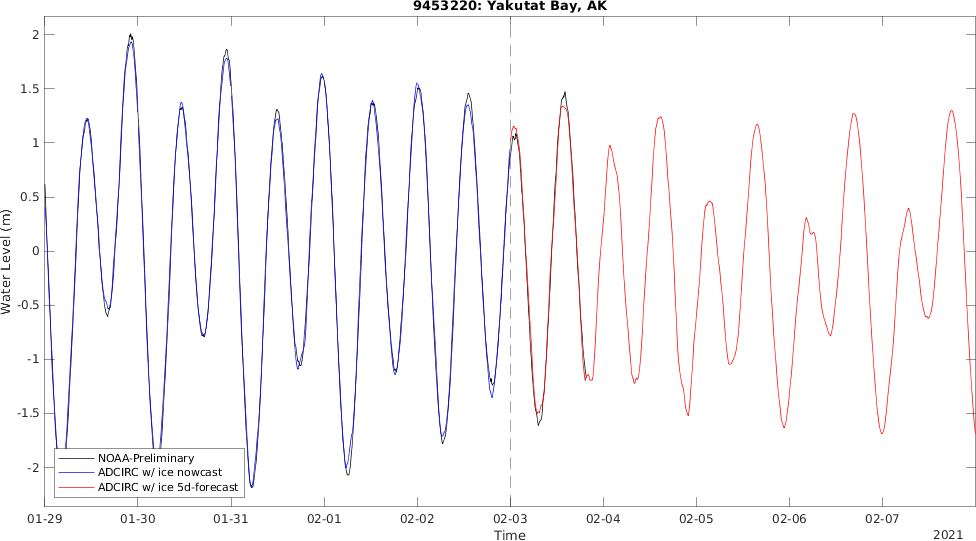 9453220: Yakutat Bay, AK
2
1.5
1
0.5
0
-0.5
-1
-1.5
-2
Water Level (m)
NOAA-Preliminary
ADCIRC w/ ice nowcast
ADCIRC w/ ice 5d-forecast
01-29 01-30 01-31 02-01 02-02 02-03 02-04 02-05 02-06 02-07
Time
2021